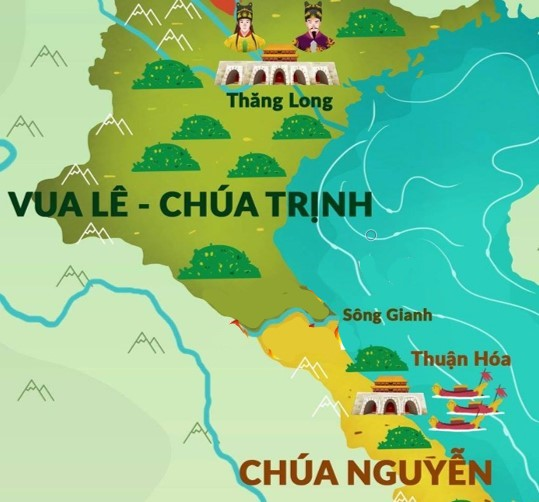 Thăng Long
VUA LÊ - CHÚA TRỊNH
Sông Gianh
Thuận Hóa
CHÚA NGUYỄN